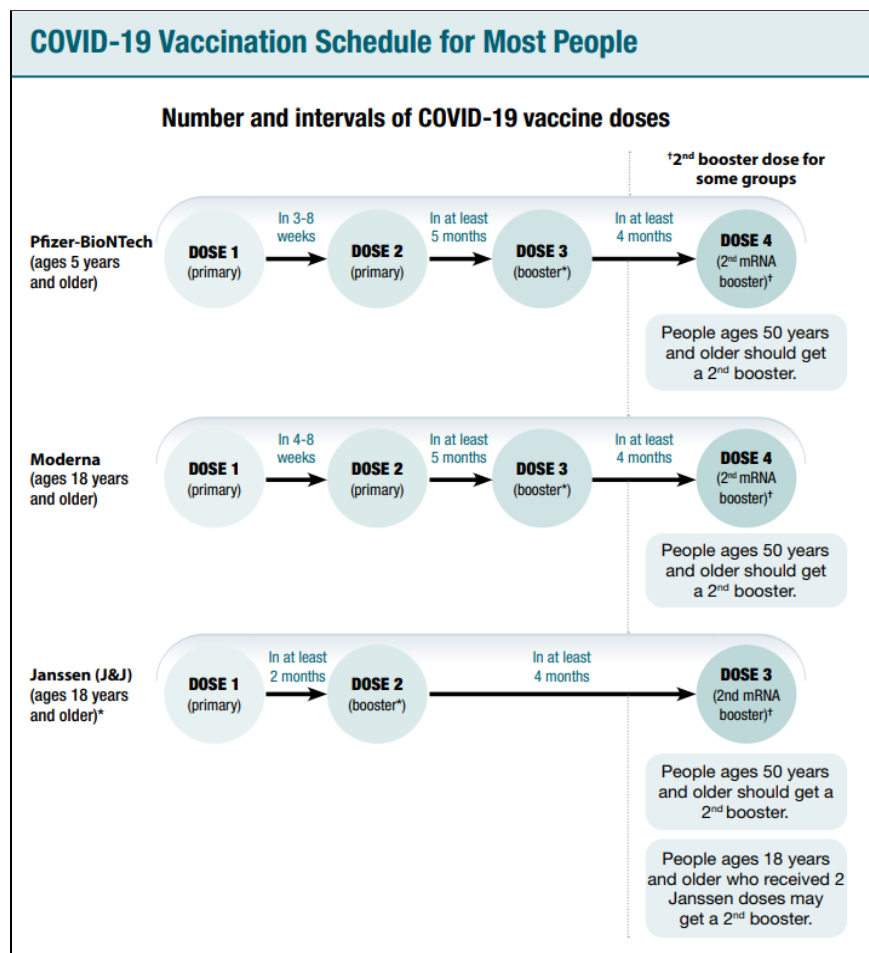 COVID-19 Vaccination Schedule for Most People
Number and intervals of COVID-19 vaccine doses
†2nd booster dose for
some groups
Pfizer-BioNTech
(ages 5 years
and older)
DOSE 1
(primary)
In 3-8
weeks
DOSE 2
(primary)
In at least
5 months
DOSE 3
(booster*)
In at least
4 months
DOSE 4
(2nd mRNA
booster)†
People ages 50 years
and older should get
a 2nd booster.
Moderna
(ages 18 years
and older)
DOSE 1
(primary)
In 4-8
weeks
DOSE 2
(primary)
In at least
5 months
DOSE 3
(booster*)
In at least
4 months
DOSE 4
(2nd mRNA
booster)†
People ages 50 years
and older should get
a 2nd booster.
Janssen (J&J)
(ages 18 years
and older)*
DOSE 1
(primary)
In at least
2 months
DOSE 2
(booster*)
In at least
4 months
DOSE 3
(2nd mRNA
booster)†
People ages 50 years
and older should get a
2nd booster.
People ages 18 years
and older who received 2
Janssen doses may
get a 2nd booster.